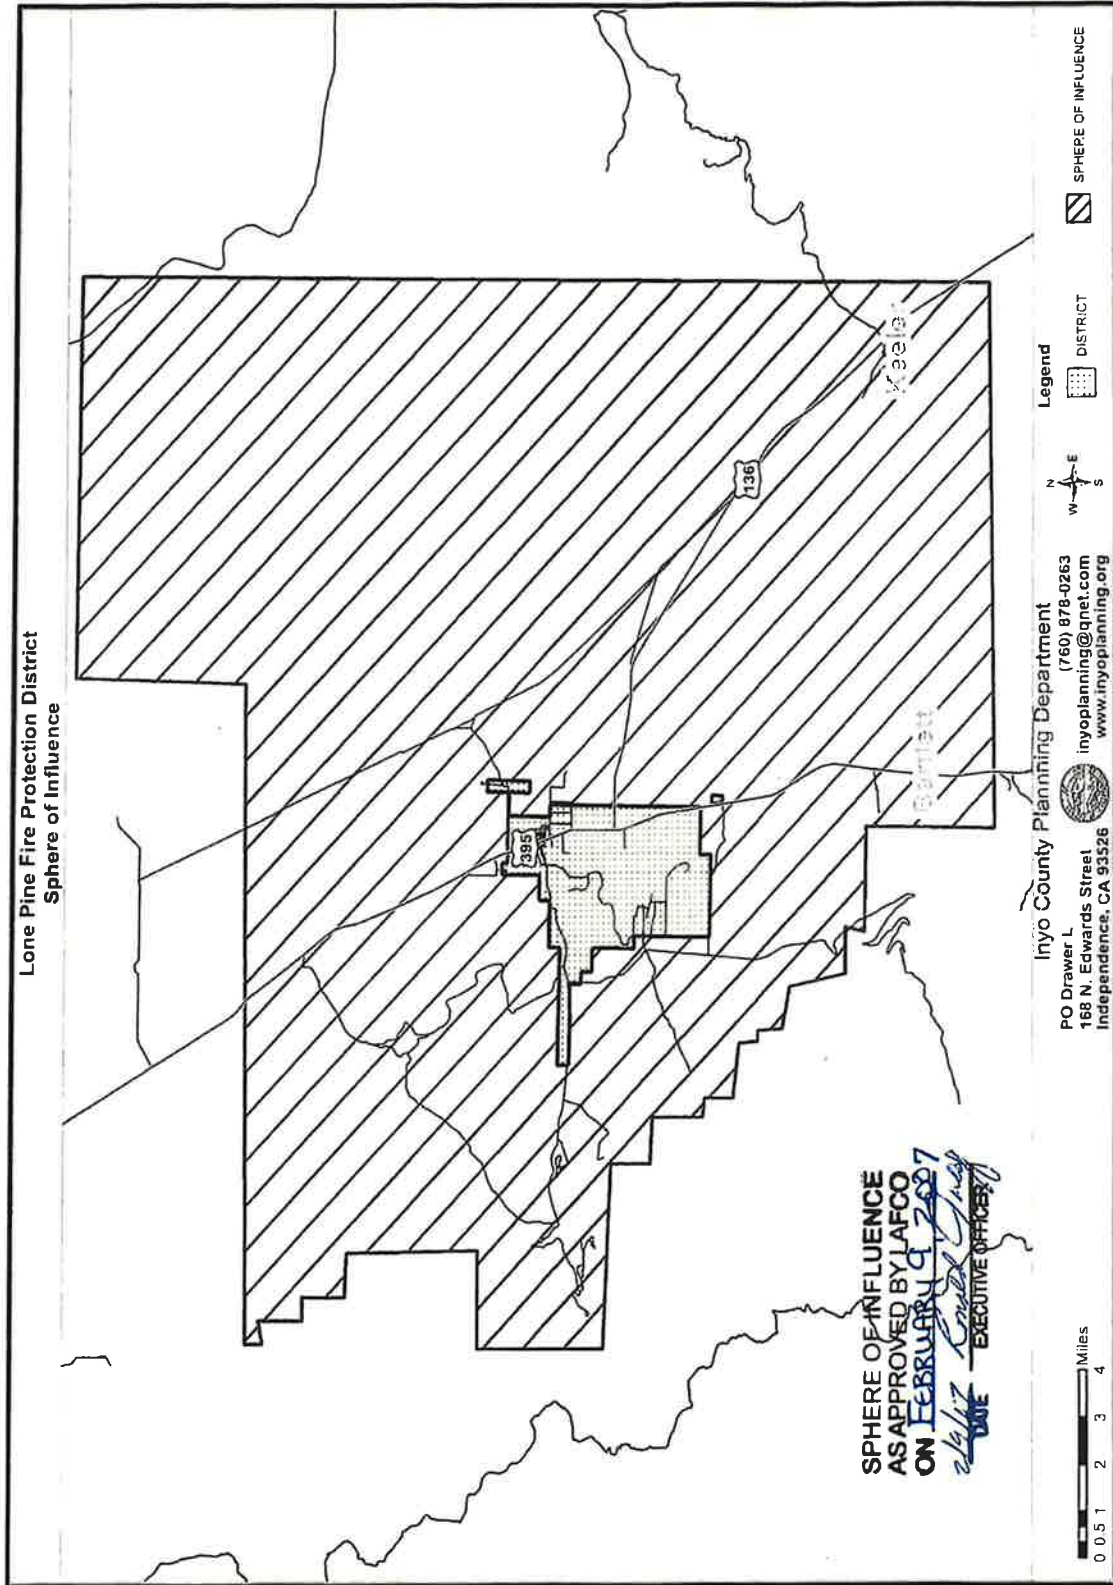 Lone Pine Fire Protection District
Sphere of Influence
395
136
Keeler
Bartlett
SPHERE OF INFLUENCE
AS APPROVED BY LAFCO
ON FEBRUARY 9, 2007
DATE EXECUTIVE OFFICER
0 0.5 1 2 3 4 Miles
Inyo County Plannning Department
PO Drawer L
168 N. Edwards Street
Independence, CA 93526
(760) 878-0263
inyoplanning@qnet.com
www.inyoplanning.org
N
W E
S
Legend
DISTRICT
SPHERE OF INFLUENCE